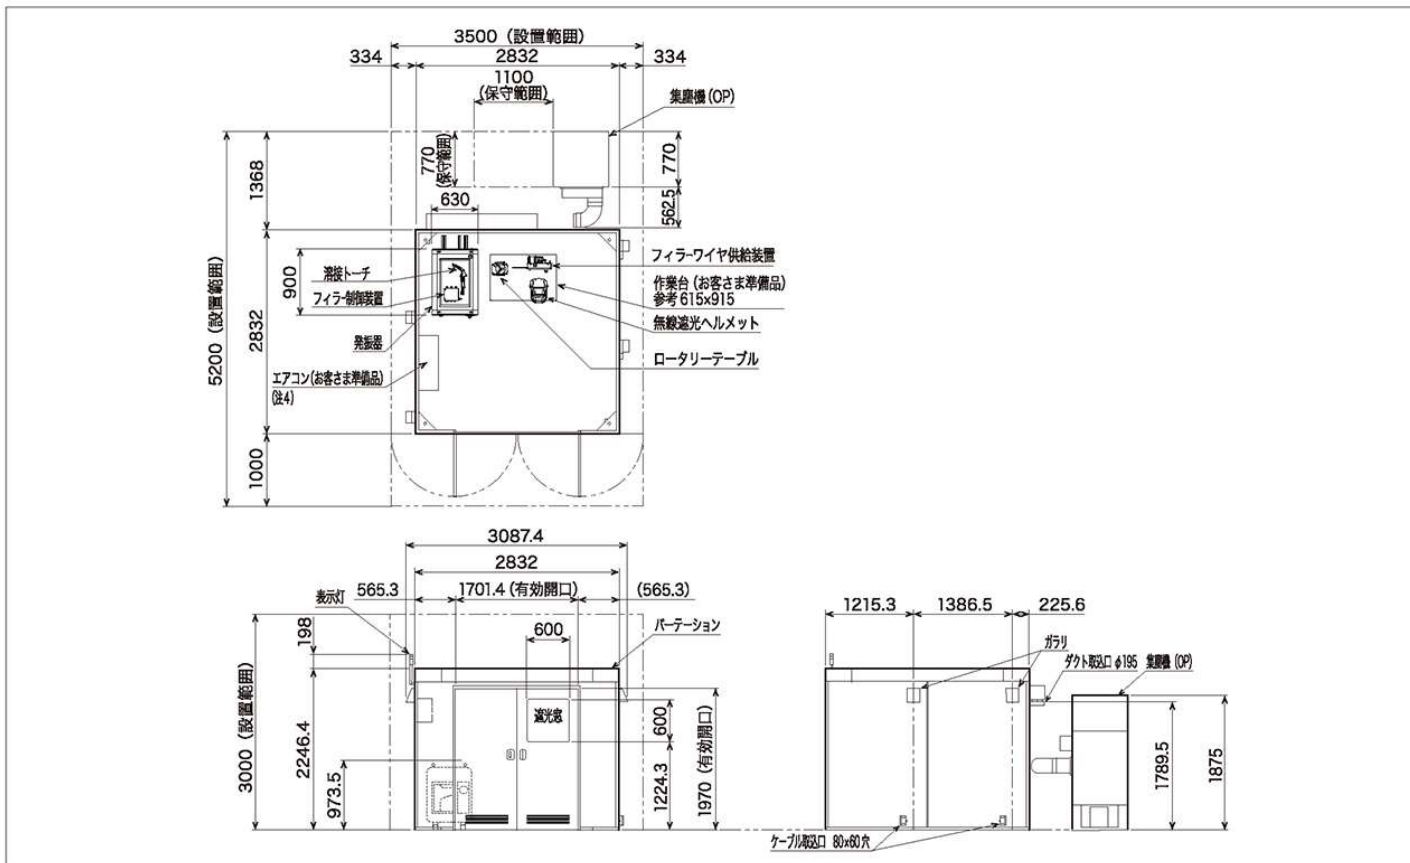 3500 (設置範囲)
334
2832
334
1100
(保守範囲)
集塵機 (OP)
5200 (設置範囲)
1368
770
(保守範囲)
770
630
562.5
2832
900
溶接トーチ
フィラー制御装置
発振器
エアコン(お客さま準備品)
(注4)
フィラーワイヤ供給装置
作業台 (お客さま準備品)
参考 615×915
無線遮光ヘルメット
ロータリーテーブル
1000
3087.4
2832
565.3
1701.4 (有効開口)
(565.3)
表示灯
198
600
パーテーション
3000 (設置範囲)
2246.4
973.5
遮光窓
600
1224.3
1970 (有効開口)
1215.3
1386.5
225.6
ガラリ
ダクト取込口 φ195
集塵機 (OP)
1789.5
1875
ケーブル取込口 80×60穴